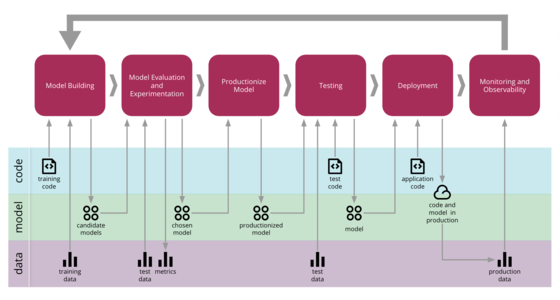 Model Building
Model Evaluation
and
Experimentation
Productionize
Model
Testing
Deployment
Monitoring and
Observability
code
training
code
test
code
application
code
model
candidate
models
chosen
model
productionized
model
model
code and
model in
production
data
training
data
test
data
metrics
test
data
production
data